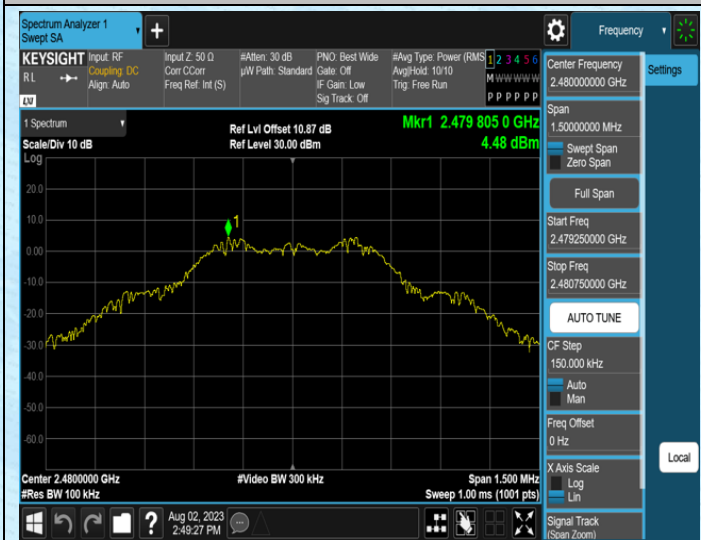 Spectrum Analyzer 1
Swept SA
KEYSIGHT
RL
LXI
Input: RF
Coupling: DC
Align: Auto
Input Z: 50 Ω
Corr CCorr
Freq Ref: Int (S)
#Atten: 30 dB
µW Path: Standard
PNO: Best Wide
Gate: Off
IF Gain: Low
Sig Track: Off
#Avg Type: Power (RMS
Avg|Hold: 10/10
Trig: Free Run
1 2 3 4 5 6
M W W W W W
P P P P P P
1 Spectrum
Scale/Div 10 dB
Log
Ref Lvl Offset 10.87 dB
Ref Level 30.00 dBm
Mkr1 2.479 805 0 GHz
4.48 dBm
20.0
10.0
0.00
-10.0
-20.0
-30.0
-40.0
-50.0
-60.0
1
Center 2.4800000 GHz
#Res BW 100 kHz
#Video BW 300 kHz
Span 1.500 MHz
Sweep 1.00 ms (1001 pts)
?
Aug 02, 2023
2:49:27 PM
Frequency
Settings
Center Frequency
2.480000000 GHz
Span
1.50000000 MHz
Swept Span
Zero Span
Full Span
Start Freq
2.479250000 GHz
Stop Freq
2.480750000 GHz
AUTO TUNE
CF Step
150.000 kHz
Auto
Man
Freq Offset
0 Hz
X Axis Scale
Log
Lin
Signal Track
(Span Zoom)
Local